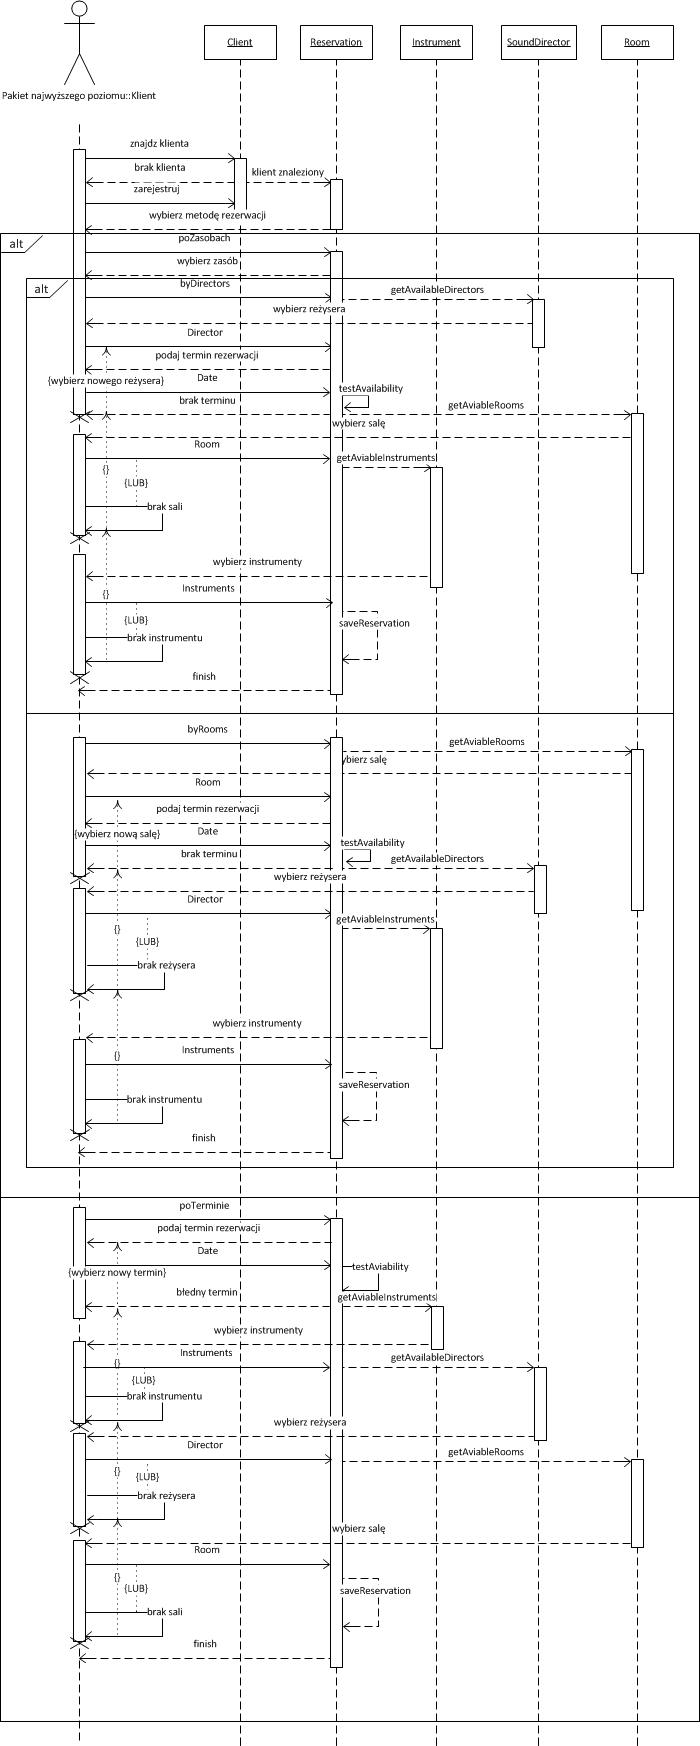 Client
Reservation
Instrument
SoundDirector
Room
Pakiet najwyższego poziomu::Klient
znajdz klienta
brak klienta
klient znaleziony
zarejestruj
wybierz metodę rezerwacji
alt
poZasobach
wybierz zasób
alt
byDirectors
getAvailableDirectors
wybierz reżysera
Director
podaj termin rezerwacji
{wybierz nowego reżysera}
Date
testAvailability
brak terminu
getAviableRooms
wybierz salę
Room
getAviableInstruments
{}
{LUB}
brak sali
wybierz instrumenty
Instruments
{}
{LUB}
saveReservation
brak instrumentu
finish
byRooms
getAviableRooms
ybierz salę
Room
podaj termin rezerwacji
{wybierz nową salę}
Date
testAvailability
brak terminu
getAvailableDirectors
wybierz reżysera
Director
getAviableInstruments
{}
{LUB}
brak reżysera
wybierz instrumenty
Instruments
{}
saveReservation
brak instrumentu
finish
poTerminie
podaj termin rezerwacji
Date
{wybierz nowy termin}
testAviability
błedny termin
getAviableInstruments
wybierz instrumenty
Instruments
getAvailableDirectors
{}
{LUB}
brak instrumentu
wybierz reżysera
Director
getAviableRooms
{}
{LUB}
brak reżysera
wybierz salę
Room
{}
{LUB}
saveReservation
brak sali
finish